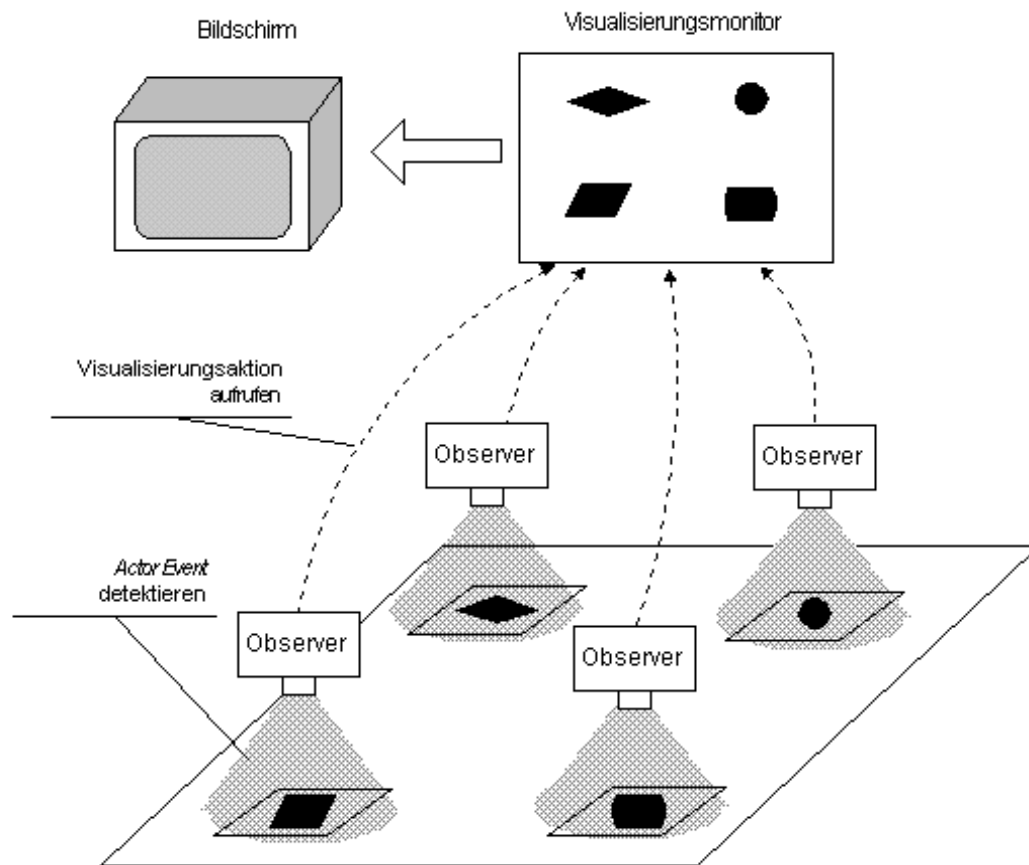 Bildschirm
Visualisierungsmonitor
Visualisierungsaktion
aufrufen
Observer
Observer
Actor Event
detektieren
Observer
Observer